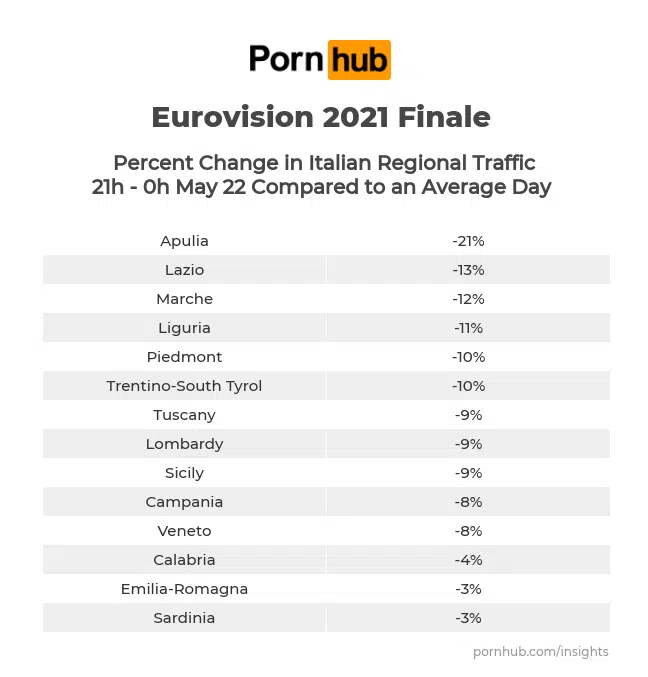 Pornhub
Eurovision 2021 Finale
Percent Change in Italian Regional Traffic
21h - 0h May 22 Compared to an Average Day
Apulia -21%
Lazio -13%
Marche -12%
Liguria -11%
Piedmont -10%
Trentino-South Tyrol -10%
Tuscany -9%
Lombardy -9%
Sicily -9%
Campania -8%
Veneto -8%
Calabria -4%
Emilia-Romagna -3%
Sardinia -3%
pornhub.com/insights